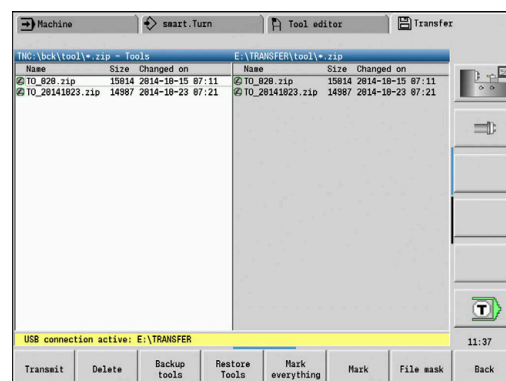 Machine
smart.Turn
Tool editor
Transfer
TNC:\bck\tool\*.zip - Tools
E:\TRANSFER\tool\*.zip
Name Size Changed on
Name Size Changed on
TO_020.zip 15014 2014-10-15 07:11
TO_020.zip 15014 2014-10-15 07:11
TO_20141023.zip 14987 2014-10-23 07:21
TO_20141023.zip 14987 2014-10-23 07:21
T
USB connection active: E:\TRANSFER
11:37
Transmit
Delete
Backup tools
Restore Tools
Mark everything
Mark
File mask
Back